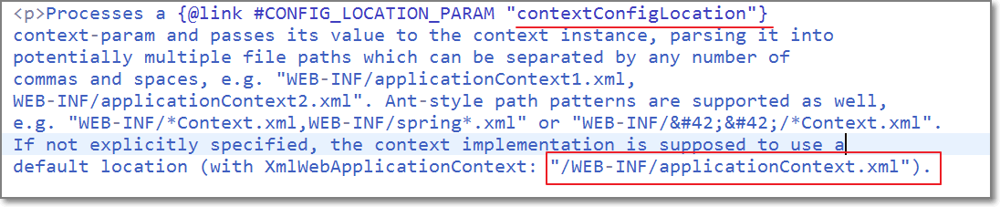 <p>Processes a {@link #CONFIG_LOCATION_PARAM "contextConfigLocation"}
context-param and passes its value to the context instance, parsing it into
potentially multiple file paths which can be separated by any number of
commas and spaces, e.g. "WEB-INF/applicationContext1.xml,
WEB-INF/applicationContext2.xml". Ant-style path patterns are supported as well,
e.g. "WEB-INF/*Context.xml,WEB-INF/spring*.xml" or "WEB-INF/&#42;&#42;/*Context.xml".
If not explicitly specified, the context implementation is supposed to use a
default location (with XmlWebApplicationContext: "/WEB-INF/applicationContext.xml").